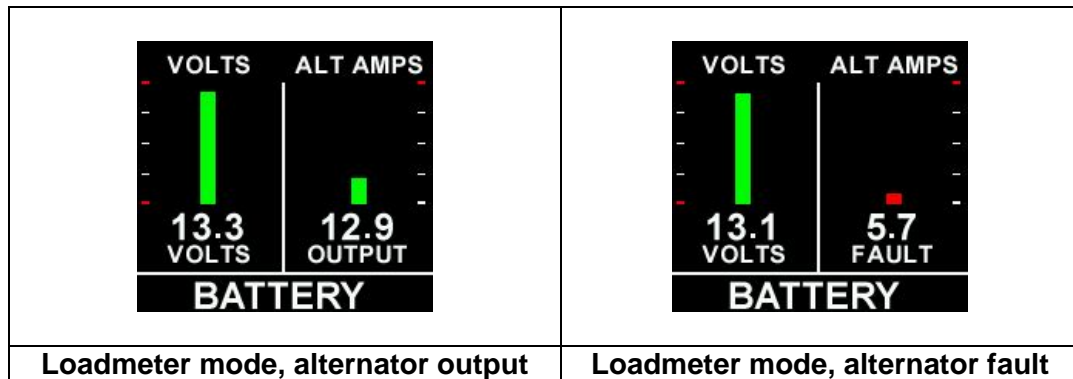 VOLTS ALT AMPS
13.3 12.9
VOLTS OUTPUT
BATTERY
Loadmeter mode, alternator output
VOLTS ALT AMPS
13.1 5.7
VOLTS FAULT
BATTERY
Loadmeter mode, alternator fault